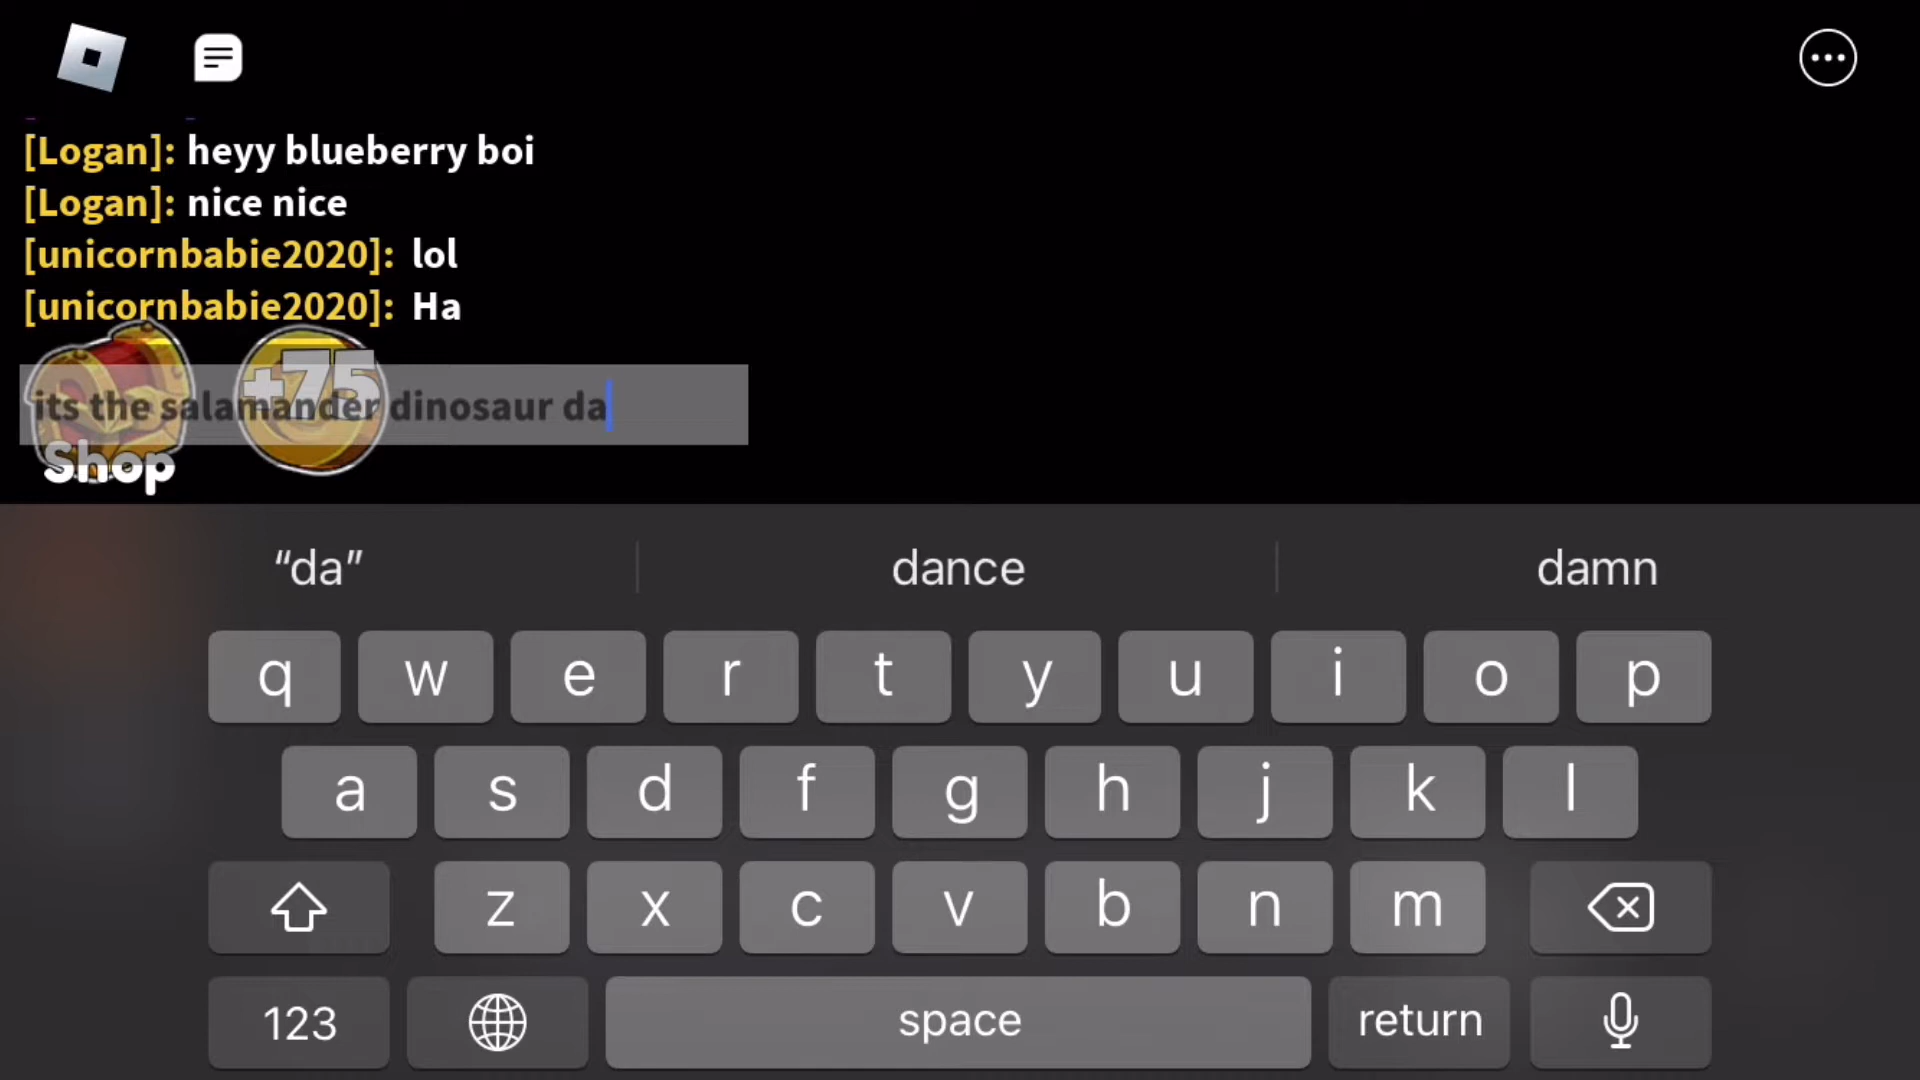 [Logan]: heyy blueberry boi
[Logan]: nice nice
[unicornbabie2020]: lol
[unicornbabie2020]: Ha
+75
its the salamander dinosaur da
Shop
“da” dance damn
q w e r t y u i o p
a s d f g h j k l
z x c v b n m
123 space return